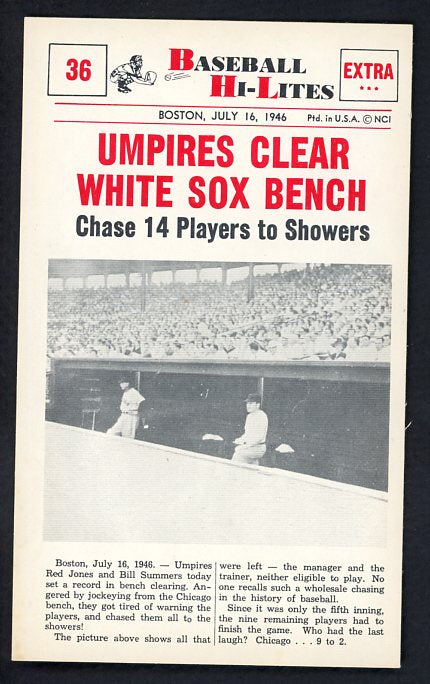 36
BASEBALL
HI-LITES
EXTRA
BOSTON, JULY 16, 1946 Ptd. in U.S.A. © NCI
UMPIRES CLEAR
WHITE SOX BENCH
Chase 14 Players to Showers
Boston, July 16, 1946. — Umpires
Red Jones and Bill Summers today
set a record in bench clearing. An-
gered by jockeying from the Chicago
bench, they got tired of warning the
players, and chased them all to the
showers!
The picture above shows all that
were left — the manager and the
trainer, neither eligible to play. No
one recalls such a wholesale chasing
in the history of baseball.
Since it was only the fifth inning,
the nine remaining players had to
finish the game. Who had the last
laugh? Chicago . . . 9 to 2.